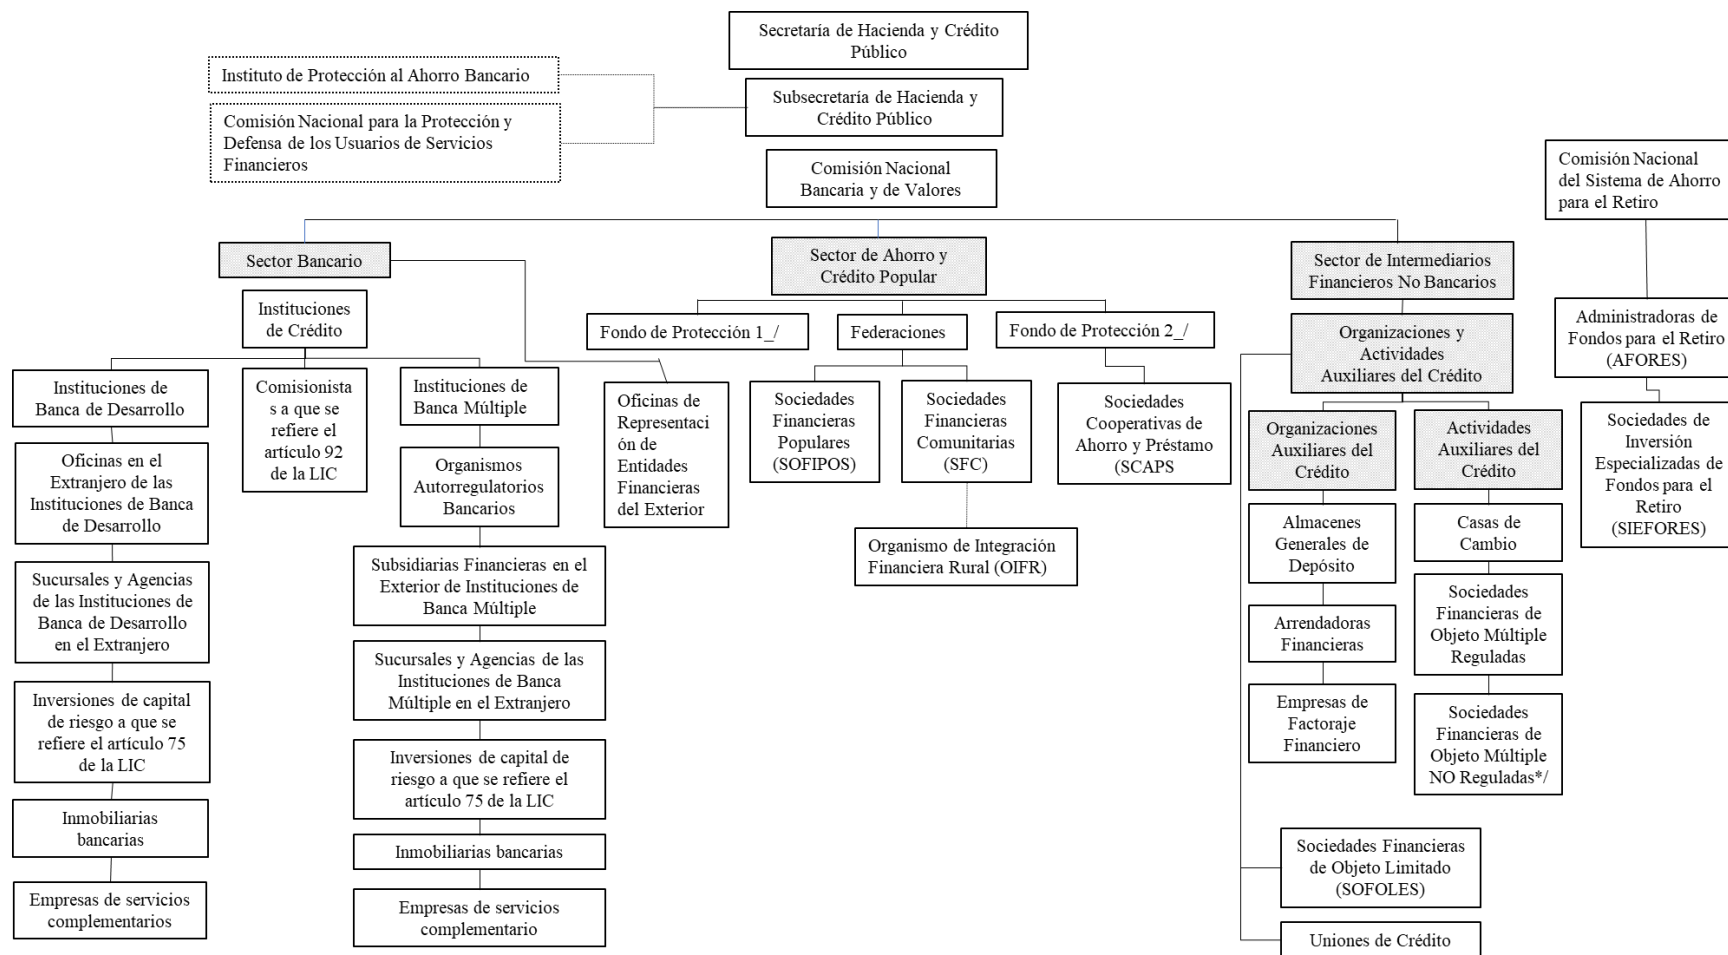 Secretaría de Hacienda y Crédito
Público
Instituto de Protección al Ahorro Bancario
Subsecretaría de Hacienda y
Crédito Público
Comisión Nacional para la Protección y
Defensa de los Usuarios de Servicios
Financieros
Comisión Nacional
Bancaria y de Valores
Comisión Nacional
del Sistema de Ahorro
para el Retiro
Sector Bancario
Sector de Ahorro y
Crédito Popular
Sector de Intermediarios
Financieros No Bancarios
Instituciones
de Crédito
Fondo de Protección 1_/
Federaciones
Fondo de Protección 2_/
Organizaciones y
Actividades
Auxiliares del Crédito
Administradoras de
Fondos para el Retiro
(AFORES)
Instituciones de
Banca de Desarrollo
Comisionista
s a que se
refiere el
artículo 92
de la LIC
Instituciones de
Banca Múltiple
Oficinas de
Representaci
ón de
Entidades
Financieras
del Exterior
Sociedades
Financieras
Populares
(SOFIPOS)
Sociedades
Financieras
Comunitarias
(SFC)
Sociedades
Cooperativas de
Ahorro y Préstamo
(SCAPS
Organizaciones
Auxiliares del
Crédito
Actividades
Auxiliares del
Crédito
Sociedades de
Inversión
Especializadas de
Fondos para el
Retiro
(SIEFORES)
Oficinas en el
Extranjero de las
Instituciones de Banca
de Desarrollo
Organismos
Autorregulatorios
Bancarios
Organismo de Integración
Financiera Rural (OIFR)
Almacenes
Generales de
Depósito
Casas de
Cambio
Sucursales y Agencias
de las Instituciones de
Banca de Desarrollo
en el Extranjero
Subsidiarias Financieras en el
Exterior de Instituciones de
Banca Múltiple
Arrendadoras
Financieras
Sociedades
Financieras de
Objeto Múltiple
Reguladas
Sucursales y Agencias de las
Instituciones de Banca
Múltiple en el Extranjero
Inversiones de capital
de riesgo a que se
refiere el artículo 75
de la LIC
Empresas de
Factoraje
Financiero
Sociedades
Financieras de
Objeto Múltiple
NO Reguladas*/
Inversiones de capital de
riesgo a que se refiere el
artículo 75 de la LIC
Inmobiliarias
bancarias
Inmobiliarias bancarias
Sociedades Financieras
de Objeto Limitado
(SOFOLES)
Empresas de servicios
complementarios
Empresas de servicios
complementario
Uniones de Crédito